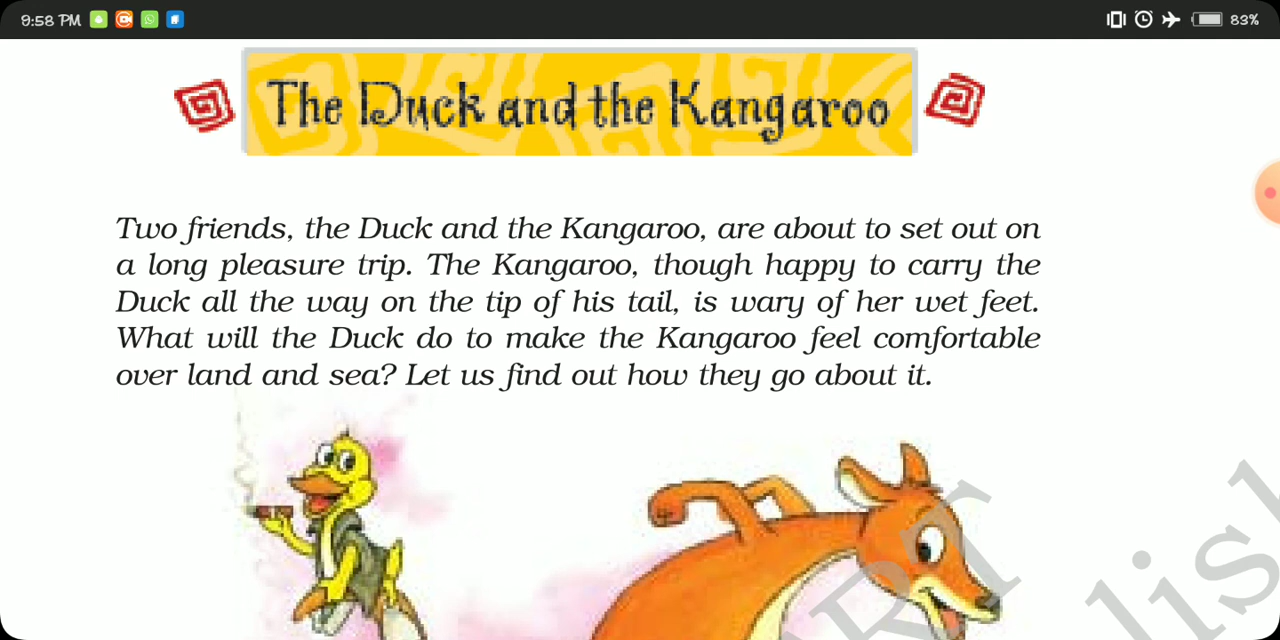 9:58 PM
83%
The Duck and the Kangaroo
Two friends, the Duck and the Kangaroo, are about to set out on
a long pleasure trip. The Kangaroo, though happy to carry the
Duck all the way on the tip of his tail, is wary of her wet feet.
What will the Duck do to make the Kangaroo feel comfortable
over land and sea? Let us find out how they go about it.